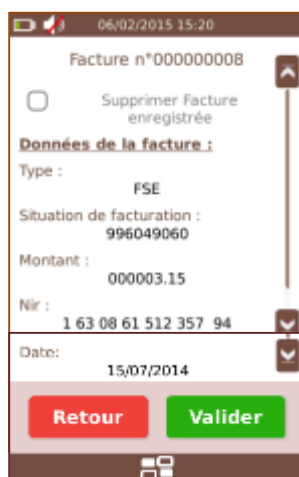 06/02/2015 15:20
Facture n°000000008
Supprimer Facture
enregistrée
Données de la facture :
Type :
FSE
Situation de facturation :
996049060
Montant :
000003.15
Nir :
1 63 08 61 512 357 94
Date:
15/07/2014
Retour Valider